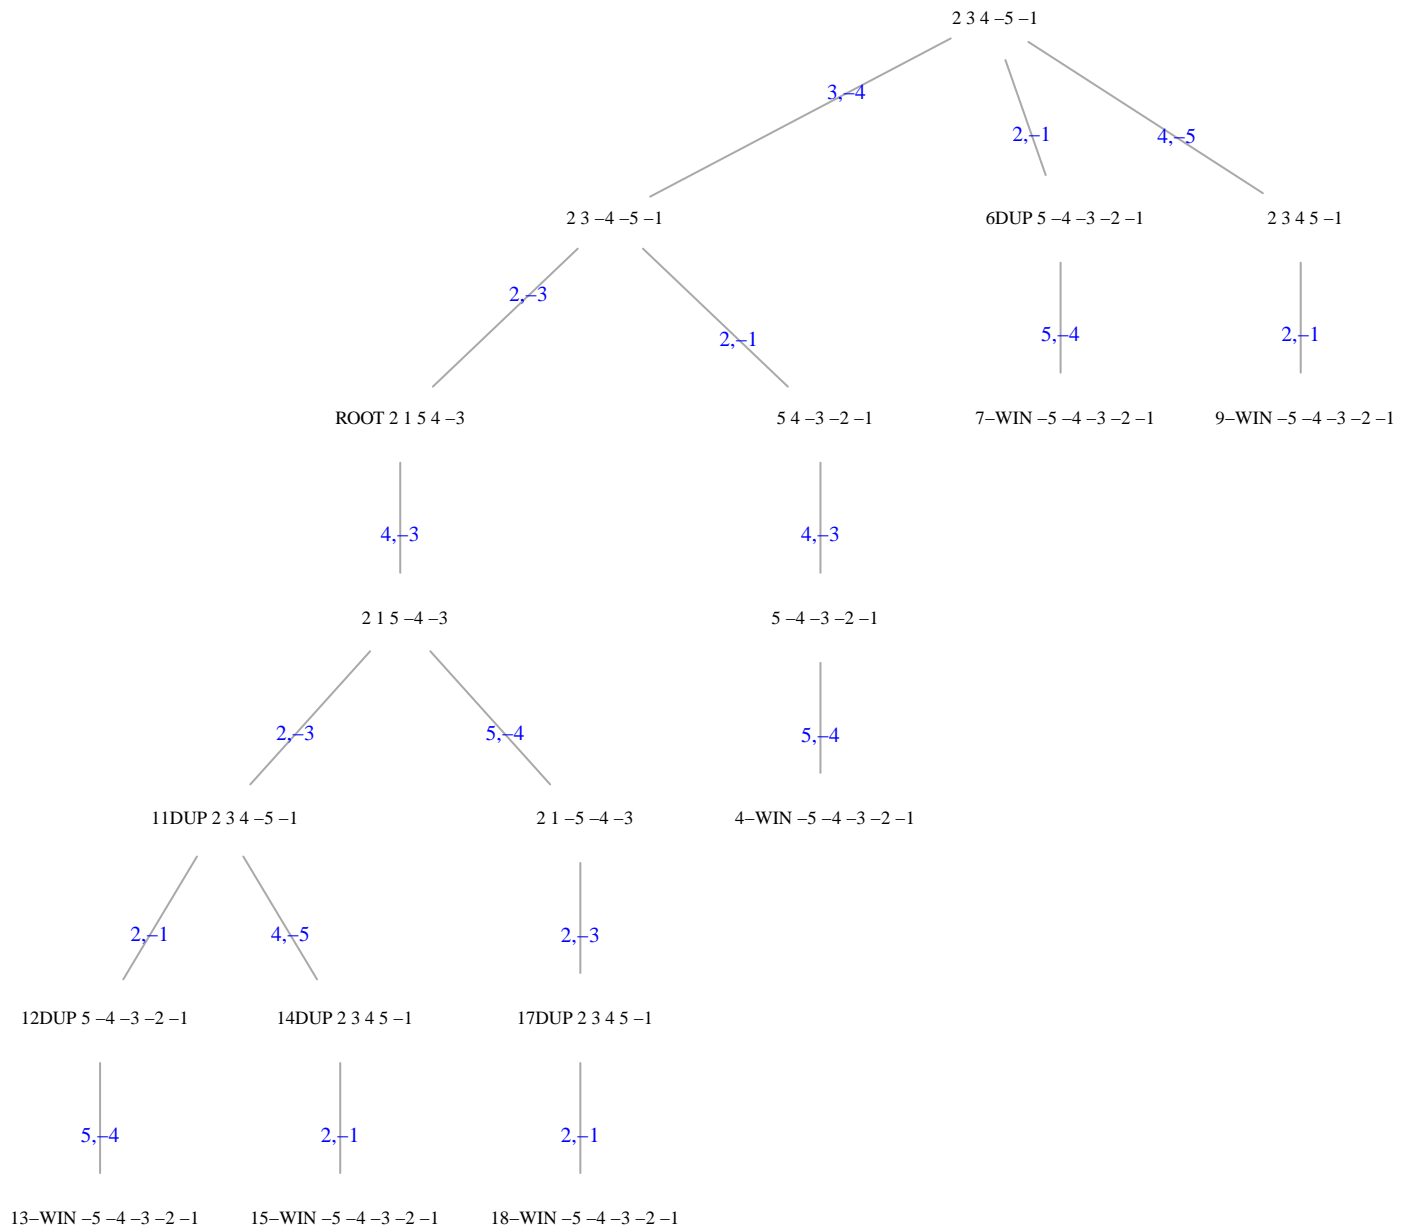 2 3 4 –5 –1
3,–4
2,–1
4,–5
2 3 –4 –5 –1
6DUP 5 –4 –3 –2 –1
2 3 4 5 –1
2,–3
2,–1
5,–4
2,–1
ROOT 2 1 5 4 –3
5 4 –3 –2 –1
7–WIN –5 –4 –3 –2 –1
9–WIN –5 –4 –3 –2 –1
4,–3
4,–3
2 1 5 –4 –3
5 –4 –3 –2 –1
2,–3
5,–4
5,–4
11DUP 2 3 4 –5 –1
2 1 –5 –4 –3
4–WIN –5 –4 –3 –2 –1
2,–1
4,–5
2,–3
12DUP 5 –4 –3 –2 –1
14DUP 2 3 4 5 –1
17DUP 2 3 4 5 –1
5,–4
2,–1
2,–1
13–WIN –5 –4 –3 –2 –1
15–WIN –5 –4 –3 –2 –1
18–WIN –5 –4 –3 –2 –1